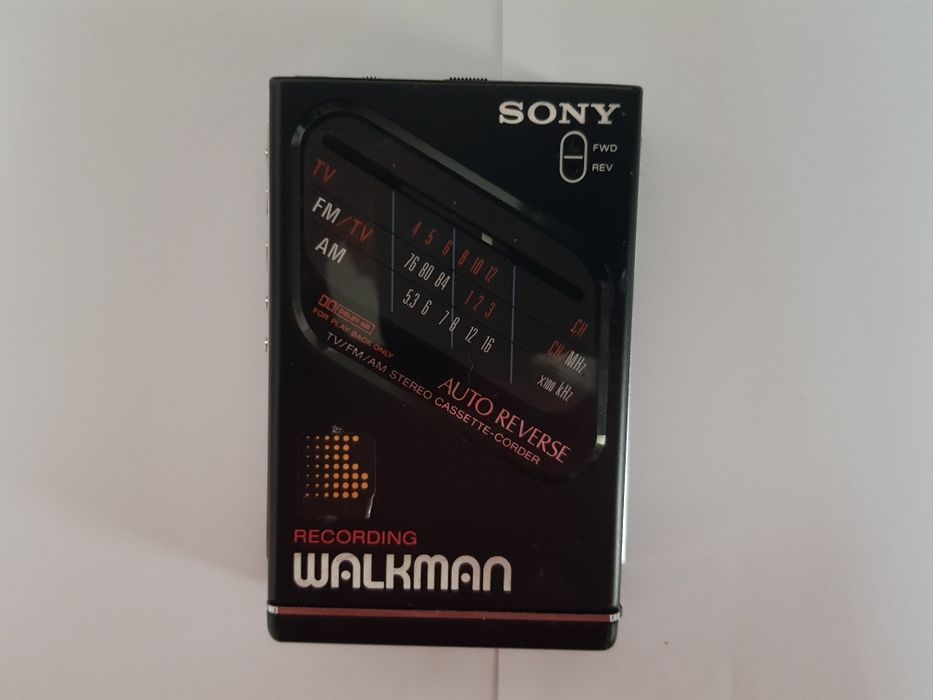 SONY
FWD
REV
TV
4 5 6 8 10 12
CH
FM/TV
76 80 84 1 2 3
CH/MHz
AM
5.3 6 7 8 12 16
X100 kHz
DOLBY NR
FOR PLAY BACK ONLY
AUTO REVERSE
TV/FM/AM STEREO CASSETTE-CORDER
RECORDING
WALKMAN